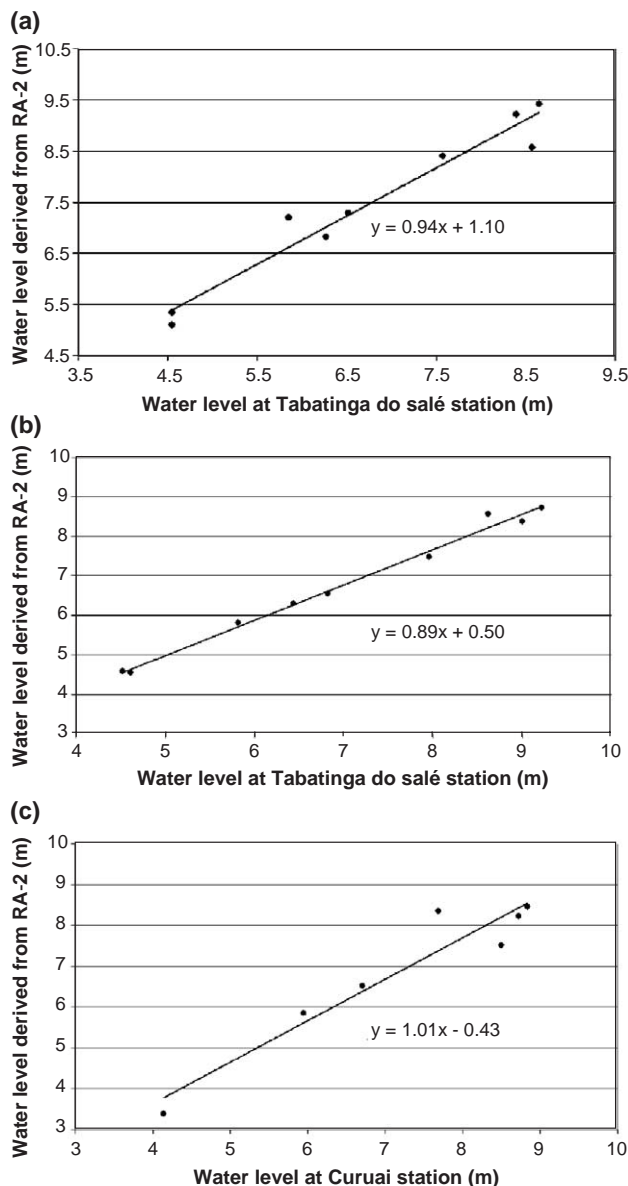 (a)
Water level derived from RA-2 (m)
10.5
9.5
8.5
7.5
6.5
5.5
4.5
y = 0.94x + 1.10
3.5 4.5 5.5 6.5 7.5 8.5 9.5
Water level at Tabatinga do salé station (m)
(b)
Water level derived from RA-2 (m)
10
9
8
7
6
5
4
3
y = 0.89x + 0.50
4 5 6 7 8 9 10
Water level at Tabatinga do salé station (m)
(c)
Water level derived from RA-2 (m)
10
9
8
7
6
5
4
3
y = 1.01x - 0.43
3 4 5 6 7 8 9 10
Water level at Curuai station (m)